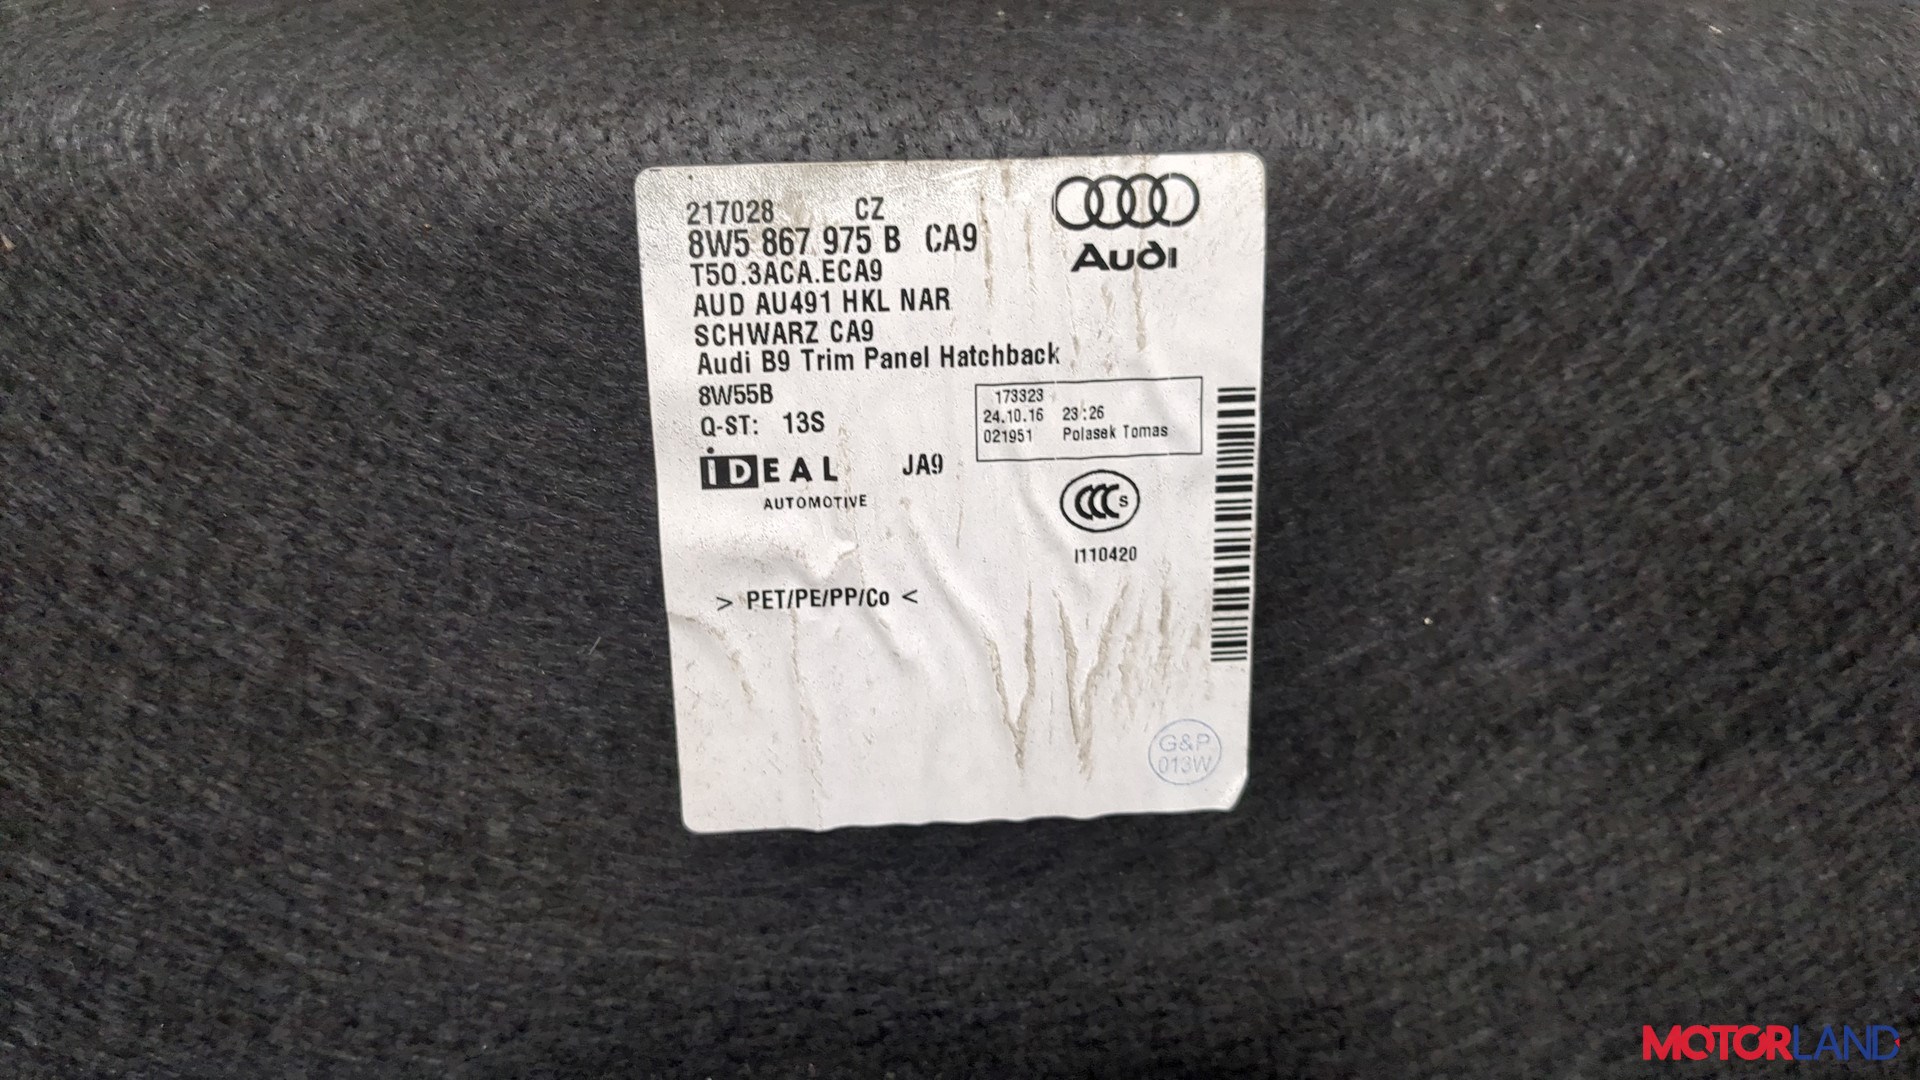 217028 CZ
8W5 867 975 B CA9
T50.3ACA.ECA9
AUD AU491 HKL NAR
SCHWARZ CA9
Audi B9 Trim Panel Hatchback
8W55B
Q-ST: 13S
IDEAL JA9
AUTOMOTIVE
> PET/PE/PP/Co <
Audi
173323
24.10.16 23:26
021951 Polasek Tomas
CCC S
I110420
G&P
013W
MOTORLAND